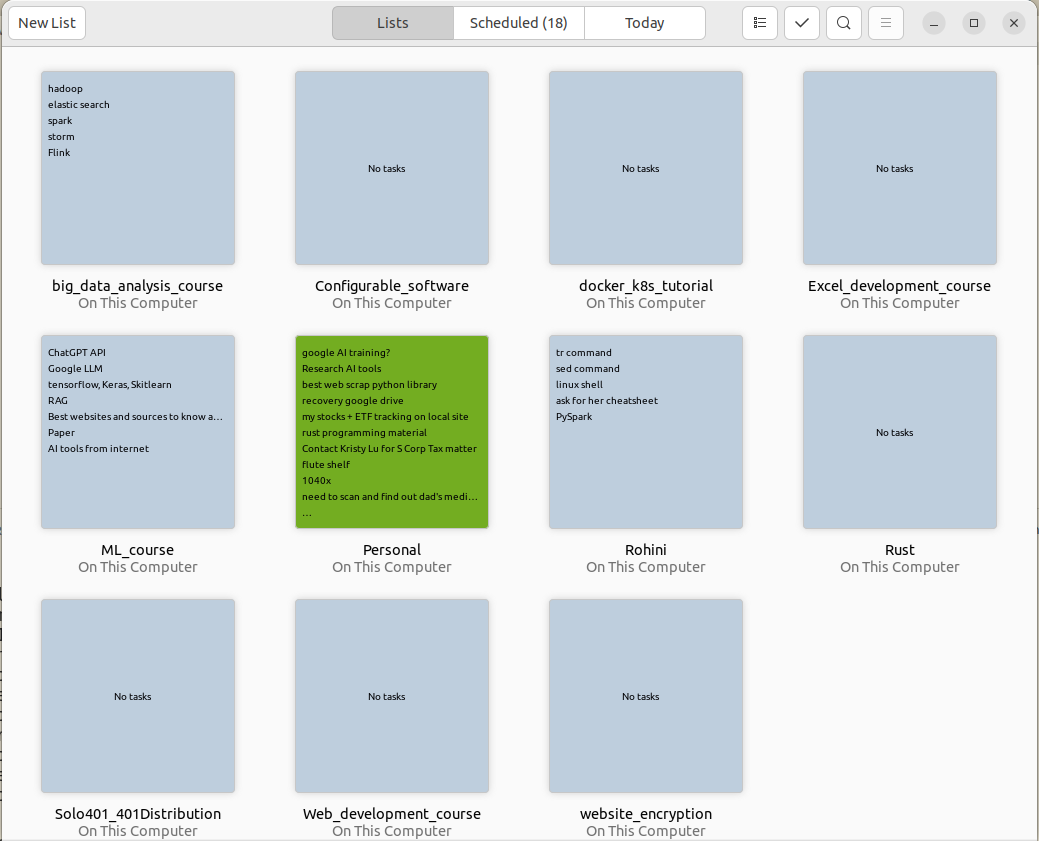 New List
Lists
Scheduled (18)
Today
hadoop
elastic search
spark
storm
Flink
No tasks
No tasks
No tasks
big_data_analysis_course
On This Computer
Configurable_software
On This Computer
docker_k8s_tutorial
On This Computer
Excel_development_course
On This Computer
ChatGPT API
Google LLM
tensorflow, Keras, Skitlearn
RAG
Best websites and sources to know a...
Paper
AI tools from internet
google AI training?
Research AI tools
best web scrap python library
recovery google drive
my stocks + ETF tracking on local site
rust programming material
Contact Kristy Lu for S Corp Tax matter
flute shelf
1040x
need to scan and find out dad's medi...
...
tr command
sed command
linux shell
ask for her cheatsheet
PySpark
No tasks
ML_course
On This Computer
Personal
On This Computer
Rohini
On This Computer
Rust
On This Computer
No tasks
No tasks
No tasks
Solo401_401Distribution
On This Computer
Web_development_course
On This Computer
website_encryption
On This Computer